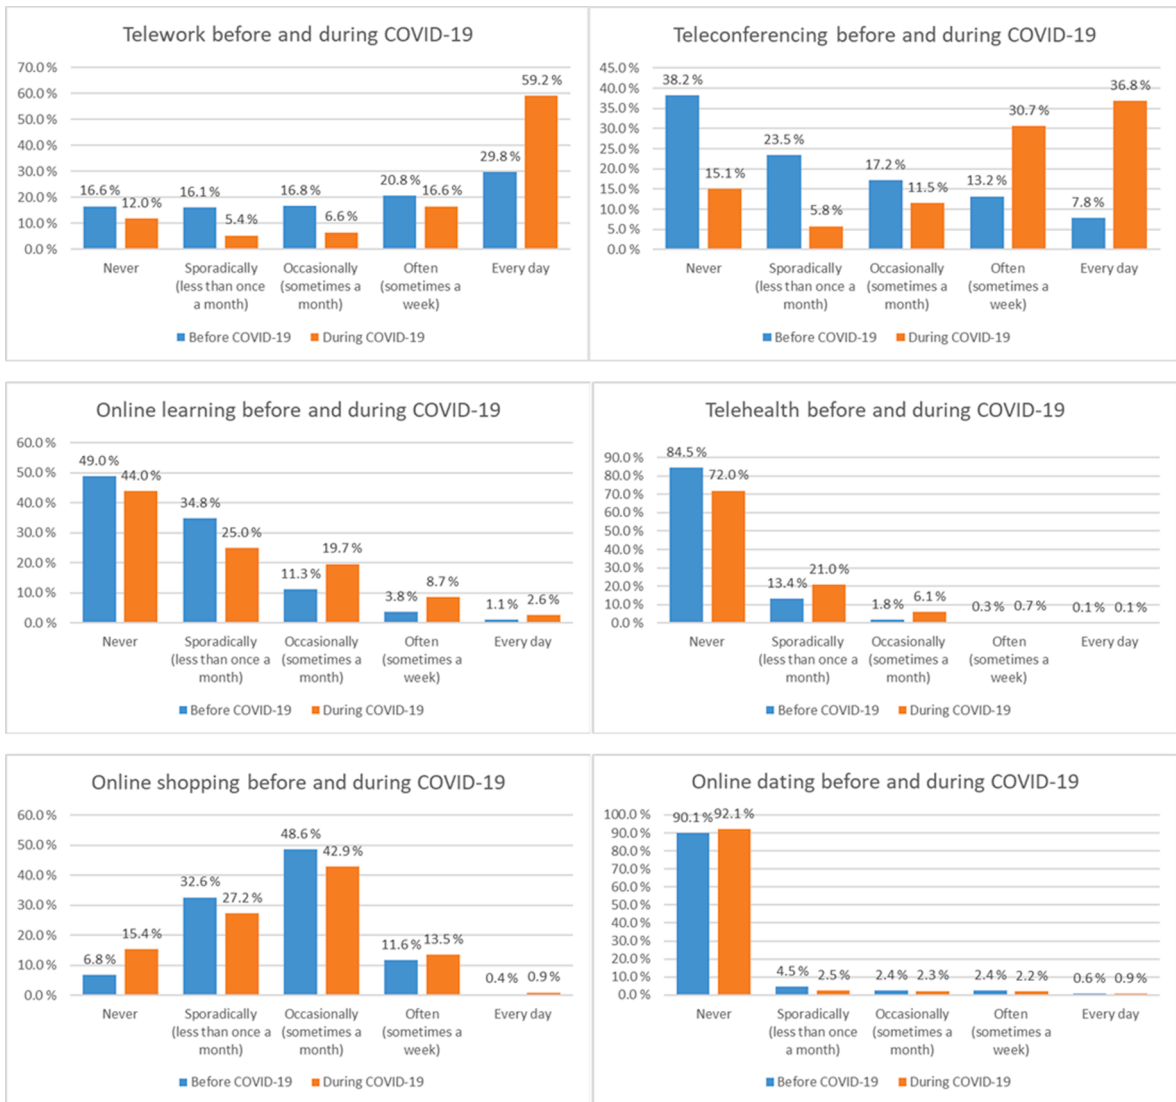 Telework before and during COVID-19
70.0 %
60.0 %
50.0 %
40.0 %
30.0 %
20.0 %
10.0 %
0.0 %
16.6 %
12.0 %
16.1 %
5.4 %
16.8 %
6.6 %
20.8 %
16.6 %
29.8 %
59.2 %
Never
Sporadically
(less than once
a month)
Occasionally
(sometimes a
month)
Often
(sometimes a
week)
Every day
Before COVID-19
During COVID-19
Teleconferencing before and during COVID-19
45.0 %
40.0 %
35.0 %
30.0 %
25.0 %
20.0 %
15.0 %
10.0 %
5.0 %
0.0 %
38.2 %
15.1 %
23.5 %
5.8 %
17.2 %
11.5 %
13.2 %
30.7 %
7.8 %
36.8 %
Never
Sporadically
(less than once a
month)
Occasionally
(sometimes a
month)
Often
(sometimes a
week)
Every day
Before COVID-19
During COVID-19
Online learning before and during COVID-19
60.0 %
50.0 %
40.0 %
30.0 %
20.0 %
10.0 %
0.0 %
49.0 %
44.0 %
34.8 %
25.0 %
11.3 %
19.7 %
3.8 %
8.7 %
1.1 %
2.6 %
Never
Sporadically
(less than once a
month)
Occasionally
(sometimes a
month)
Often
(sometimes a
week)
Every day
Before COVID-19
During COVID-19
Telehealth before and during COVID-19
90.0 %
80.0 %
70.0 %
60.0 %
50.0 %
40.0 %
30.0 %
20.0 %
10.0 %
0.0 %
84.5 %
72.0 %
13.4 %
21.0 %
1.8 %
6.1 %
0.3 %
0.7 %
0.1 %
0.1 %
Never
Sporadically
(less than once a
month)
Occasionally
(sometimes a
month)
Often
(sometimes a
week)
Every day
Before COVID-19
During COVID-19
Online shopping before and during COVID-19
60.0 %
50.0 %
40.0 %
30.0 %
20.0 %
10.0 %
0.0 %
6.8 %
15.4 %
32.6 %
27.2 %
48.6 %
42.9 %
11.6 %
13.5 %
0.4 %
0.9 %
Never
Sporadically
(less than once a
month)
Occasionally
(sometimes a
month)
Often
(sometimes a
week)
Every day
Before COVID-19
During COVID-19
Online dating before and during COVID-19
100.0 %
90.0 %
80.0 %
70.0 %
60.0 %
50.0 %
40.0 %
30.0 %
20.0 %
10.0 %
0.0 %
90.1 %
92.1 %
4.5 %
2.5 %
2.4 %
2.3 %
2.4 %
2.2 %
0.6 %
0.9 %
Never
Sporadically
(less than once
a month)
Occasionally
(sometimes a
month)
Often
(sometimes a
week)
Every day
Before COVID-19
During COVID-19